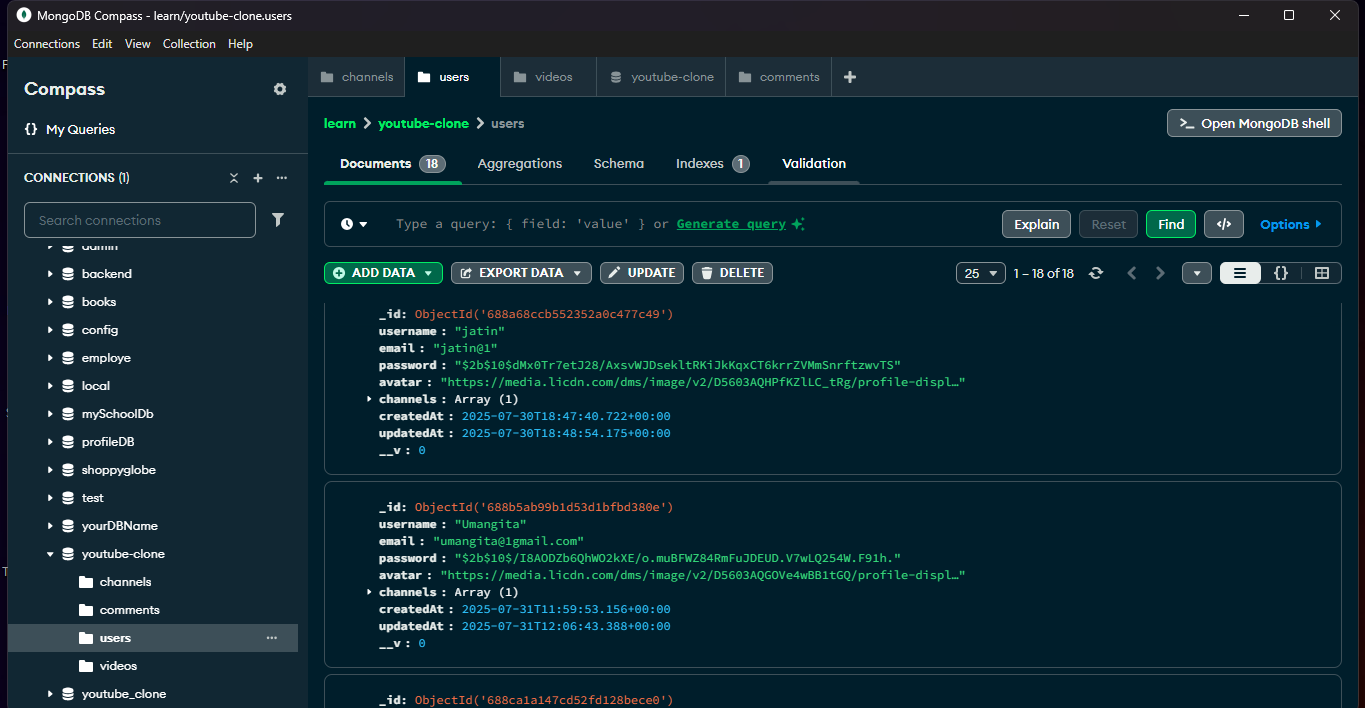 MongoDB Compass - learn/youtube-clone.users
Connections Edit View Collection Help
Compass
{} My Queries
CONNECTIONS (1)
Search connections
admin
backend
books
config
employe
local
mySchoolDb
profileDB
shoppyglobe
test
yourDBName
youtube-clone
channels
comments
users
videos
youtube_clone
channels users videos youtube-clone comments
learn > youtube-clone > users
>_ Open MongoDB shell
Documents 18 Aggregations Schema Indexes 1 Validation
Type a query: { field: 'value' } or Generate query
Explain Reset Find </> Options
ADD DATA EXPORT DATA UPDATE DELETE
25 1 – 18 of 18 {}
_id: ObjectId('688a68ccb552352a0c477c49')
username : "jatin"
email : "jatin@1"
password : "$2b$10$dMx0Tr7etJ28/AxsvWJDsekltRKiJkKqxCT6krrZVMmSnrftzwvTS"
avatar : "https://media.licdn.com/dms/image/v2/D5603AQHPfKZlLC_tRg/profile-displ…"
channels : Array (1)
createdAt : 2025-07-30T18:47:40.722+00:00
updatedAt : 2025-07-30T18:48:54.175+00:00
__v : 0
_id: ObjectId('688b5ab99b1d53d1bfbd380e')
username : "Umangita"
email : "umangita@1gmail.com"
password : "$2b$10$/I8AODZb6QhWO2kXE/o.muBFWZ84RmFuJDEUD.V7wLQ254W.F91h."
avatar : "https://media.licdn.com/dms/image/v2/D5603AQGOVe4wBB1tGQ/profile-displ…"
channels : Array (1)
createdAt : 2025-07-31T11:59:53.156+00:00
updatedAt : 2025-07-31T12:06:43.388+00:00
__v : 0
_id: ObjectId('688ca1a147cd52fd128bece0')